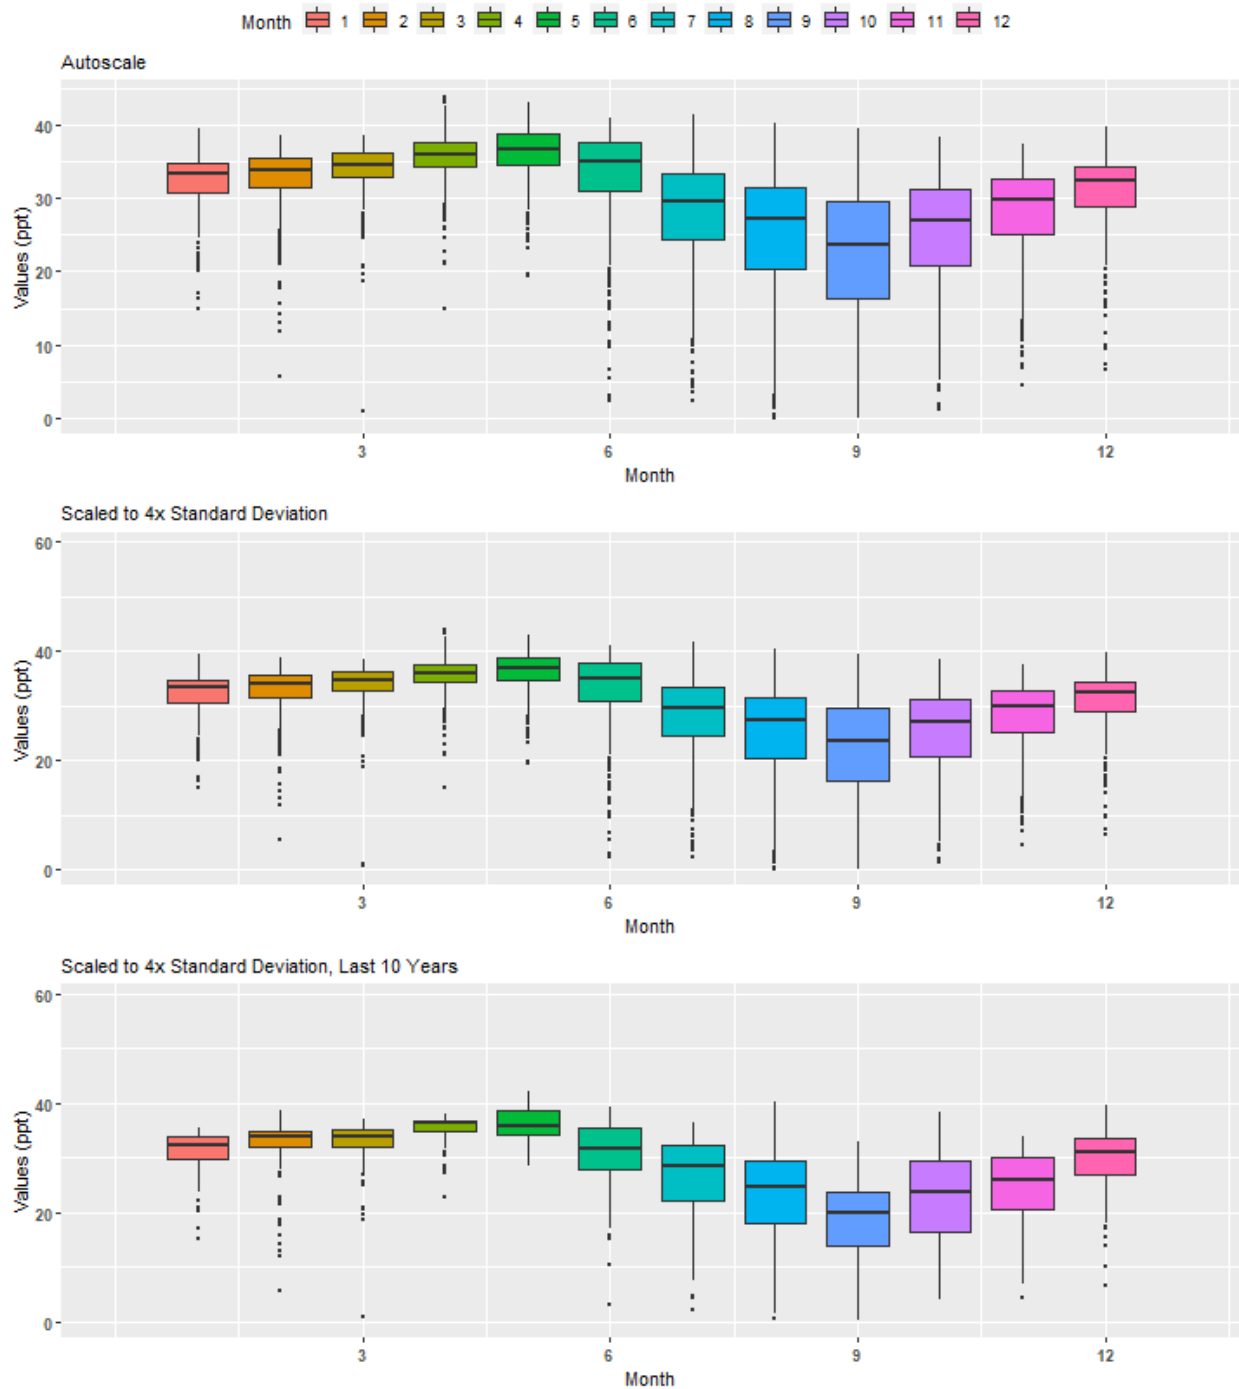 Month 1 2 3 4 5 6 7 8 9 10 11 12
Autoscale
Values (ppt)
40
30
20
10
0
3 6 9 12
Month
Scaled to 4x Standard Deviation
Values (ppt)
60
40
20
0
3 6 9 12
Month
Scaled to 4x Standard Deviation, Last 10 Years
Values (ppt)
60
40
20
0
3 6 9 12
Month